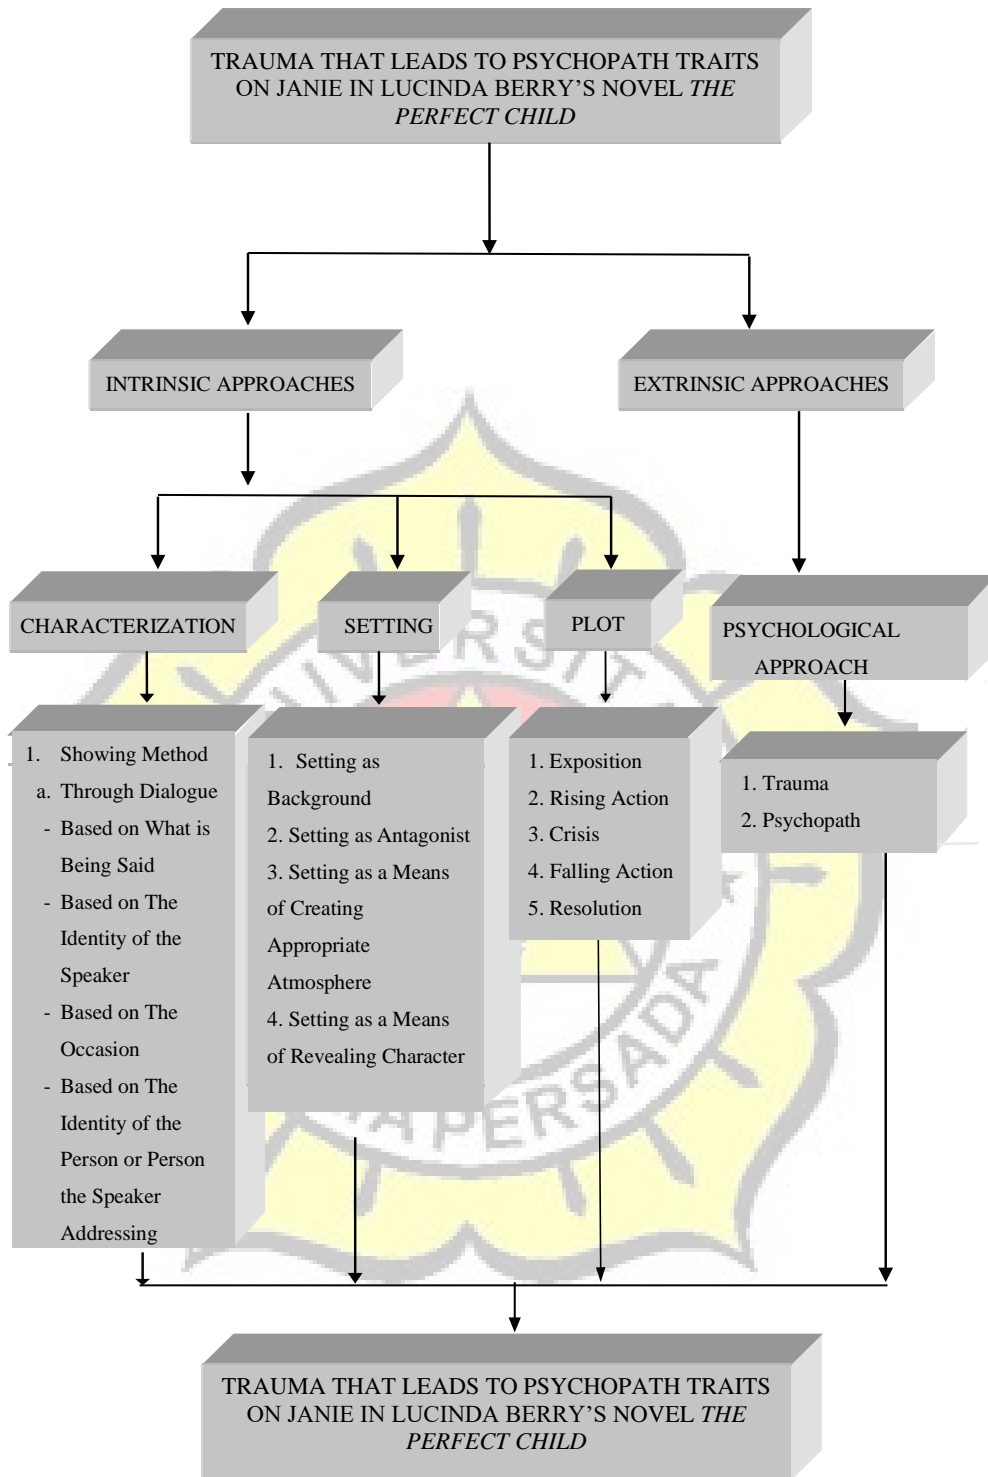 TRAUMA THAT LEADS TO PSYCHOPATH TRAITS
ON JANIE IN LUCINDA BERRY’S NOVEL THE
PERFECT CHILD
INTRINSIC APPROACHES
EXTRINSIC APPROACHES
CHARACTERIZATION
SETTING
PLOT
PSYCHOLOGICAL
APPROACH
1. Showing Method
a. Through Dialogue
- Based on What is
Being Said
- Based on The
Identity of the
Speaker
- Based on The
Occasion
- Based on The
Identity of the
Person or Person
the Speaker
Addressing
1. Setting as
Background
2. Setting as Antagonist
3. Setting as a Means
of Creating
Appropriate
Atmosphere
4. Setting as a Means
of Revealing Character
1. Exposition
2. Rising Action
3. Crisis
4. Falling Action
5. Resolution
1. Trauma
2. Psychopath
TRAUMA THAT LEADS TO PSYCHOPATH TRAITS
ON JANIE IN LUCINDA BERRY’S NOVEL THE
PERFECT CHILD
PERSADA